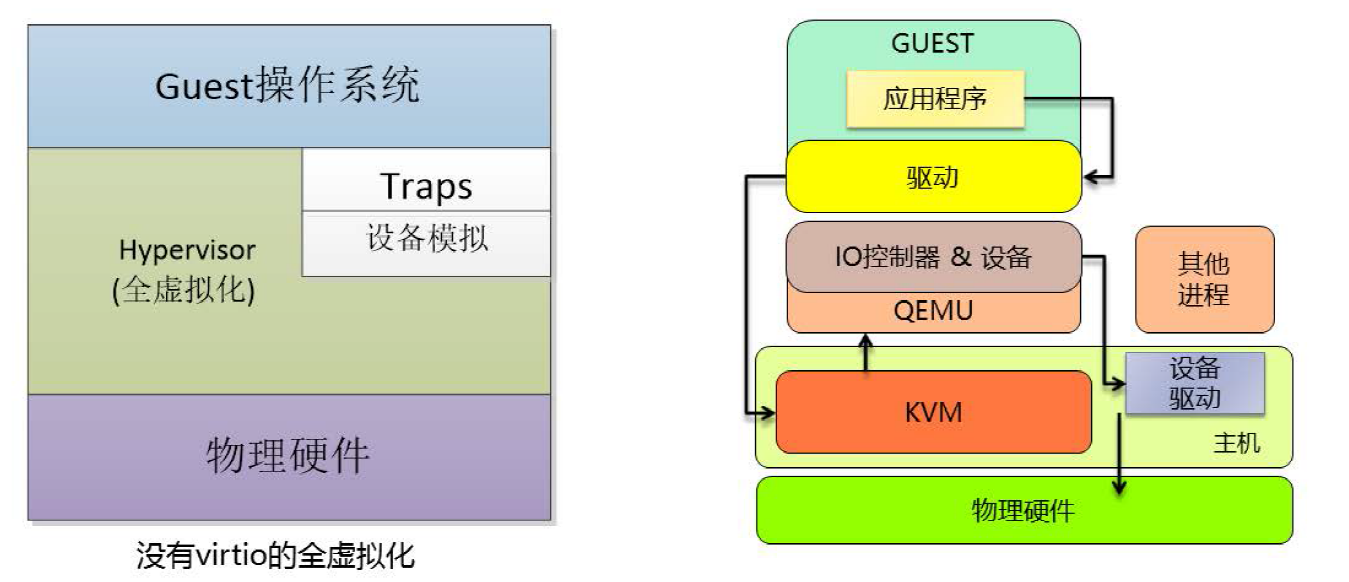 Guest操作系统
Traps
设备模拟
Hypervisor
(全虚拟化)
物理硬件
没有virtio的全虚拟化
GUEST
应用程序
驱动
IO控制器 & 设备
QEMU
其他
进程
设备
驱动
KVM
主机
物理硬件